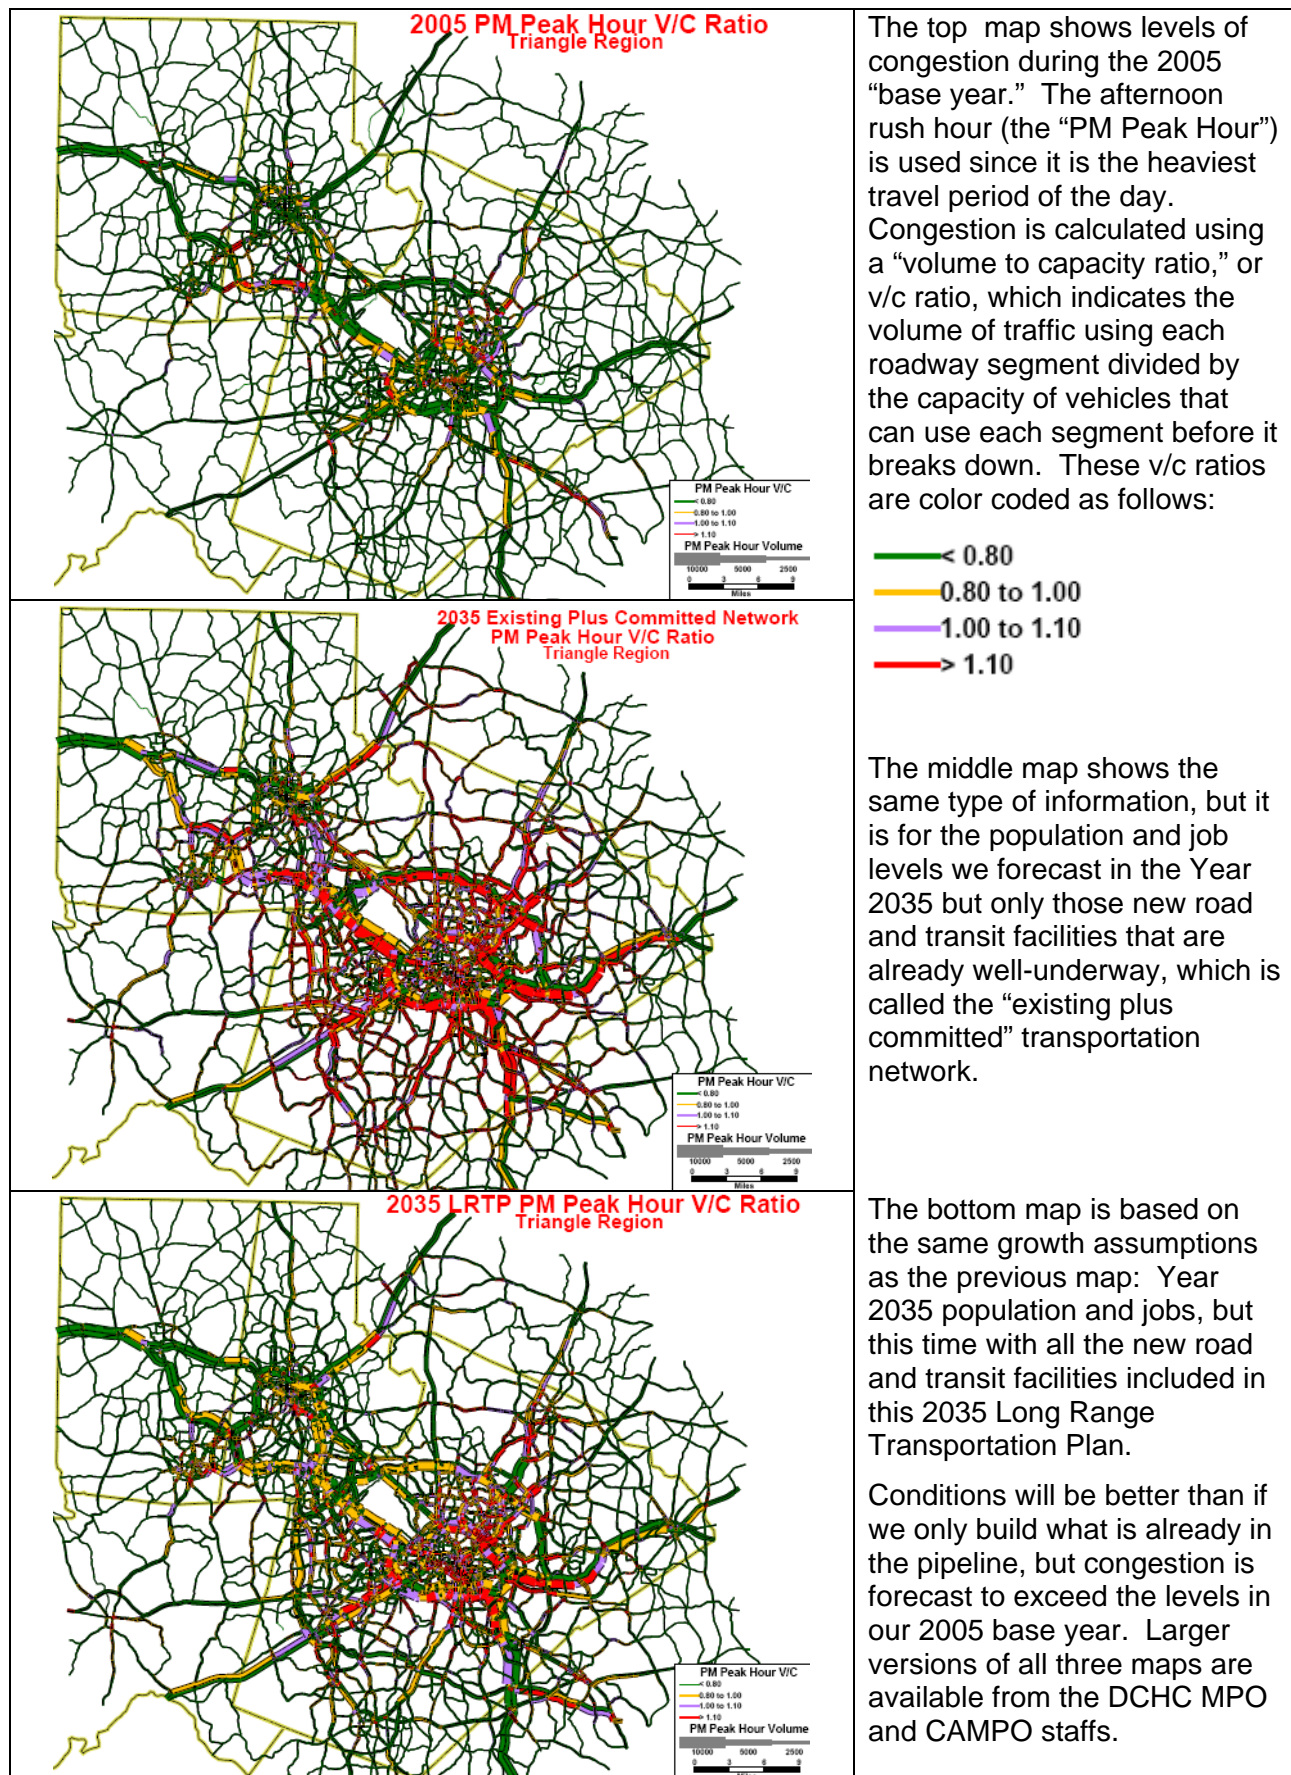 2005 PM Peak Hour V/C Ratio
Triangle Region
PM Peak Hour V/C
< 0.80
0.80 to 1.00
1.00 to 1.10
> 1.10
PM Peak Hour Volume
10000 5000 2500
0 3 6 9
Miles
The top map shows levels of
congestion during the 2005
“base year.” The afternoon
rush hour (the “PM Peak Hour”)
is used since it is the heaviest
travel period of the day.
Congestion is calculated using
a “volume to capacity ratio,” or
v/c ratio, which indicates the
volume of traffic using each
roadway segment divided by
the capacity of vehicles that
can use each segment before it
breaks down. These v/c ratios
are color coded as follows:
< 0.80
0.80 to 1.00
1.00 to 1.10
> 1.10
2035 Existing Plus Committed Network
PM Peak Hour V/C Ratio
Triangle Region
PM Peak Hour V/C
< 0.80
0.80 to 1.00
1.00 to 1.10
> 1.10
PM Peak Hour Volume
10000 5000 2500
0 3 6 9
Miles
The middle map shows the
same type of information, but it
is for the population and job
levels we forecast in the Year
2035 but only those new road
and transit facilities that are
already well-underway, which is
called the “existing plus
committed” transportation
network.
2035 LRTP PM Peak Hour V/C Ratio
Triangle Region
PM Peak Hour V/C
< 0.80
0.80 to 1.00
1.00 to 1.10
> 1.10
PM Peak Hour Volume
10000 5000 2500
0 3 6 9
The bottom map is based on
the same growth assumptions
as the previous map: Year
2035 population and jobs, but
this time with all the new road
and transit facilities included in
this 2035 Long Range
Transportation Plan.
Conditions will be better than if
we only build what is already in
the pipeline, but congestion is
forecast to exceed the levels in
our 2005 base year. Larger
versions of all three maps are
available from the DCHC MPO
and CAMPO staffs.